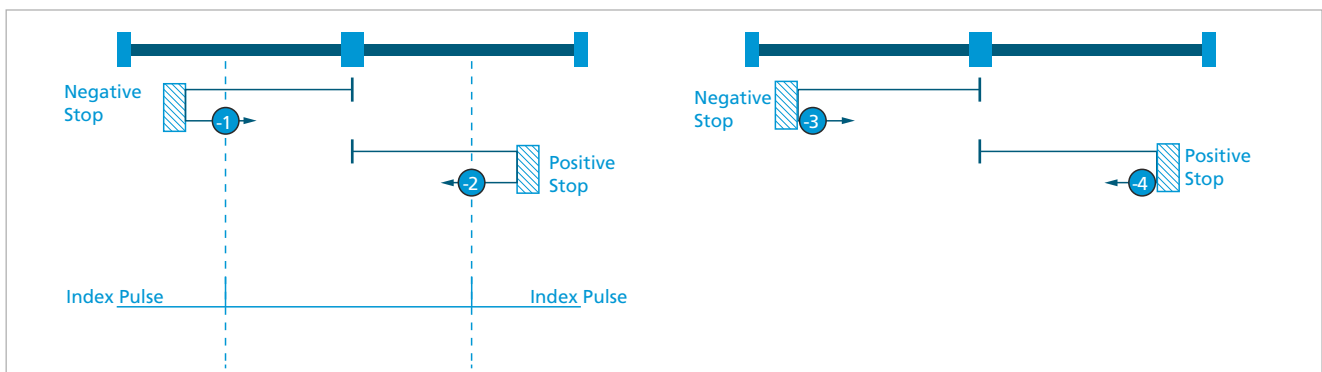 Negative
Stop
-1
Positive
Stop
-2
Index Pulse
Index Pulse
Negative
Stop
-3
Positive
Stop
-4